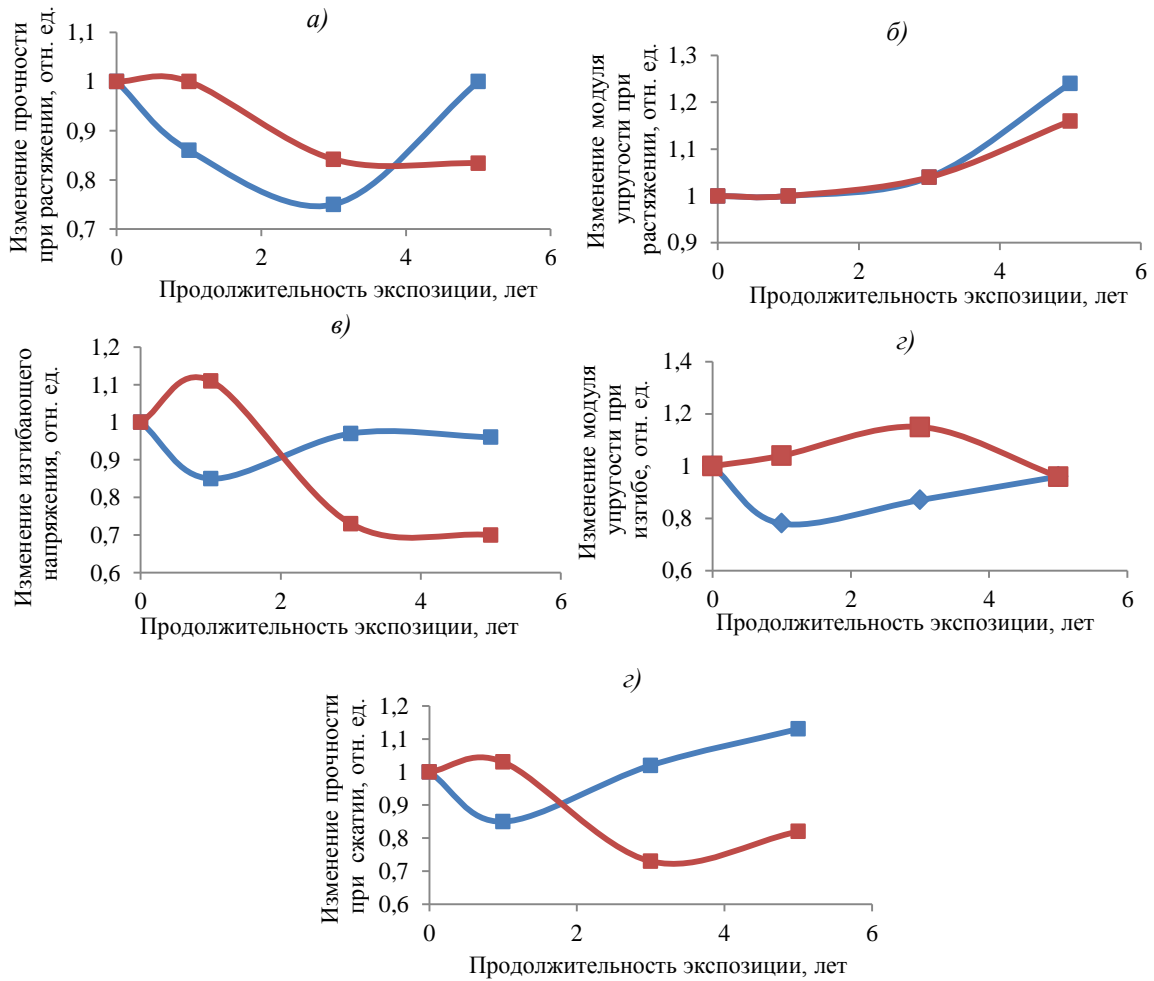 а)
Изменение прочности
при растяжении, отн. ед.
1,1
1
0,9
0,8
0,7
0 2 4 6
Продолжительность экспозиции, лет
б)
Изменение модуля
упругости при
растяжении, отн. ед.
1,3
1,2
1,1
1
0,9
0 2 4 6
Продолжительность экспозиции, лет
в)
Изменение изгибающего
напряжения, отн. ед.
1,2
1,1
1
0,9
0,8
0,7
0,6
0 2 4 6
Продолжительность экспозиции, лет
г)
Изменение модуля
упругости при
изгибе, отн. ед.
1,4
1,2
1
0,8
0,6
0 2 4 6
Продолжительность экспозиции, лет
г)
Изменение прочности
при сжатии, отн. ед.
1,2
1,1
1
0,9
0,8
0,7
0,6
0 2 4 6
Продолжительность экспозиции, лет